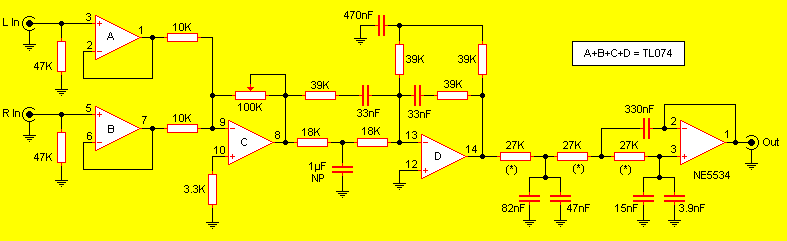 470nF
L In
3
A
1
10K
2
47K
39K
39K
A+B+C+D = TL074
39K
39K
100K
33nF
33nF
330nF
R In
5
B
7
10K
6
47K
9
C
8
10
18K
18K
13
D
14
12
27K
(*)
27K
(*)
27K
(*)
2
3
1
Out
NE5534
3.3K
1µF
NP
82nF
47nF
15nF
3.9nF